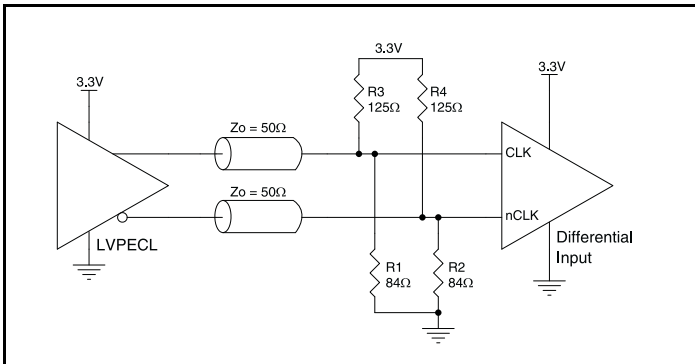 3.3V
3.3V
3.3V
R3
125Ω
R4
125Ω
Zo = 50Ω
CLK
Zo = 50Ω
nCLK
LVPECL
Differential
Input
R1
84Ω
R2
84Ω